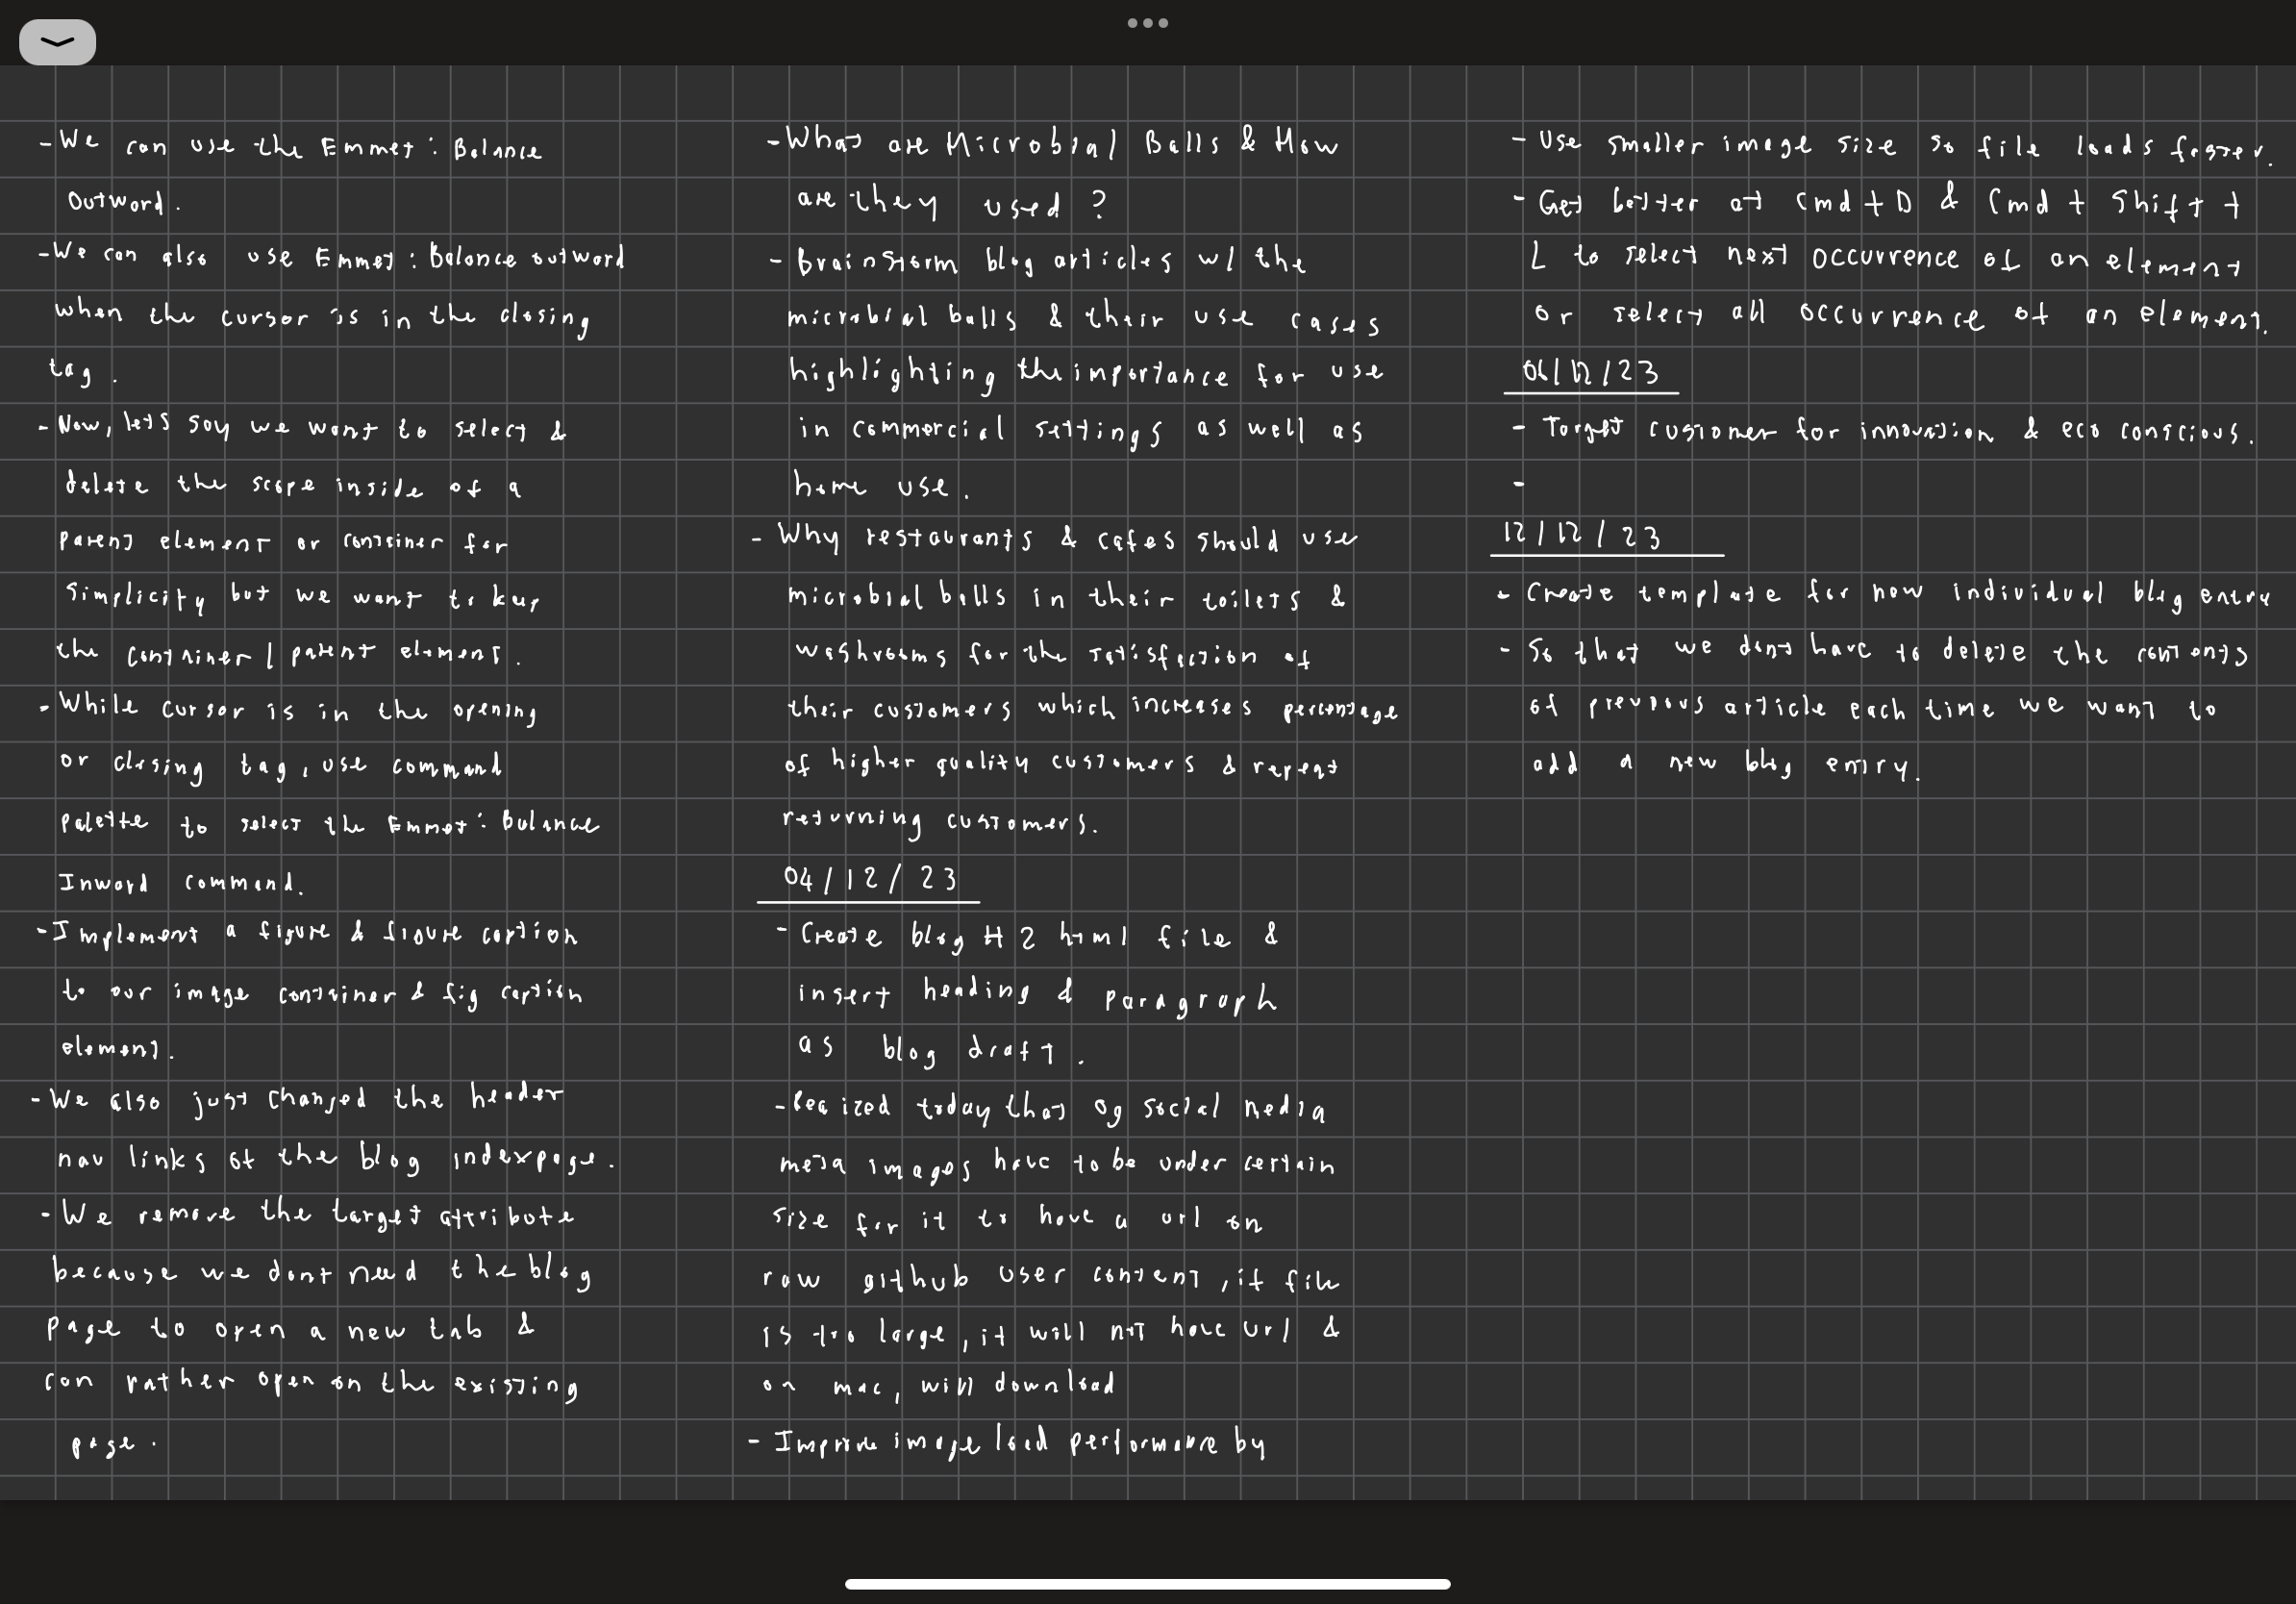 - We can use the Emmet: Balance
Outward.
- We can also use Emmet: Balance outward
when the cursor is in the closing
tag.
- Now, lets say we want to select &
delete the scope inside of a
parent element or container for
simplicity but we want to keep
the container / parent element.
- While cursor is in the opening
or closing tag, use command
palette to select the Emmet: Balance
Inward command.
- Implement a figure & figure caption
to our image container & fig caption
element.
- We also just changed the header
nav links of the blog index page.
- We remove the target attribute
because we dont need the blog
page to open a new tab &
can rather open on the existing
page.
- What are Microbial Balls & How
are they used?
- Brainstorm blog articles w/ the
microbial balls & their use cases
highlighting the importance for use
in commercial settings as well as
home use.
- Why restaurants & cafes should use
microbial balls in their toilets &
washrooms for the satisfaction of
their customers which increases percentage
of higher quality customers & repeat
returning customers.
04/12/23
- Create blog # 2 html file &
insert heading & paragraph
as blog draft.
- today that og social media
meta images have to be under certain
size for it to have a url on
raw github user content, if file
is too large, it will not have url &
on mac, will download
- Improve image load performance by
- Use smaller image size so file loads faster.
- Get better at Cmd + D & Cmd + Shift +
L to select next occurrence of an element
or select all occurrence of an element.
06/12/23
- Target customer for innovation & eco conscious.
-
12/12/23
- Create template for new individual blog entry
- So that we dont have to delete the contents
of previous article each time we want to
add a new blog entry.